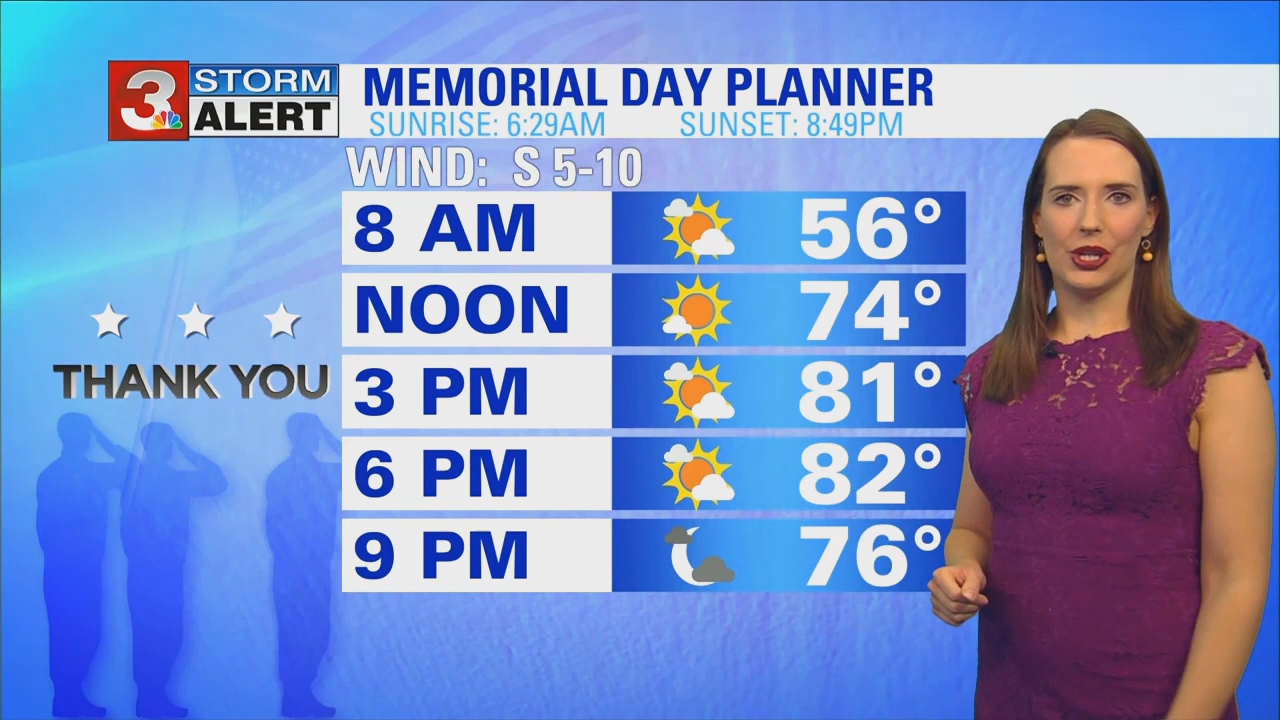 3 STORM
ALERT
MEMORIAL DAY PLANNER
SUNRISE: 6:29AM SUNSET: 8:49PM
WIND: S 5-10
8 AM 56°
NOON 74°
3 PM 81°
6 PM 82°
9 PM 76°
THANK YOU